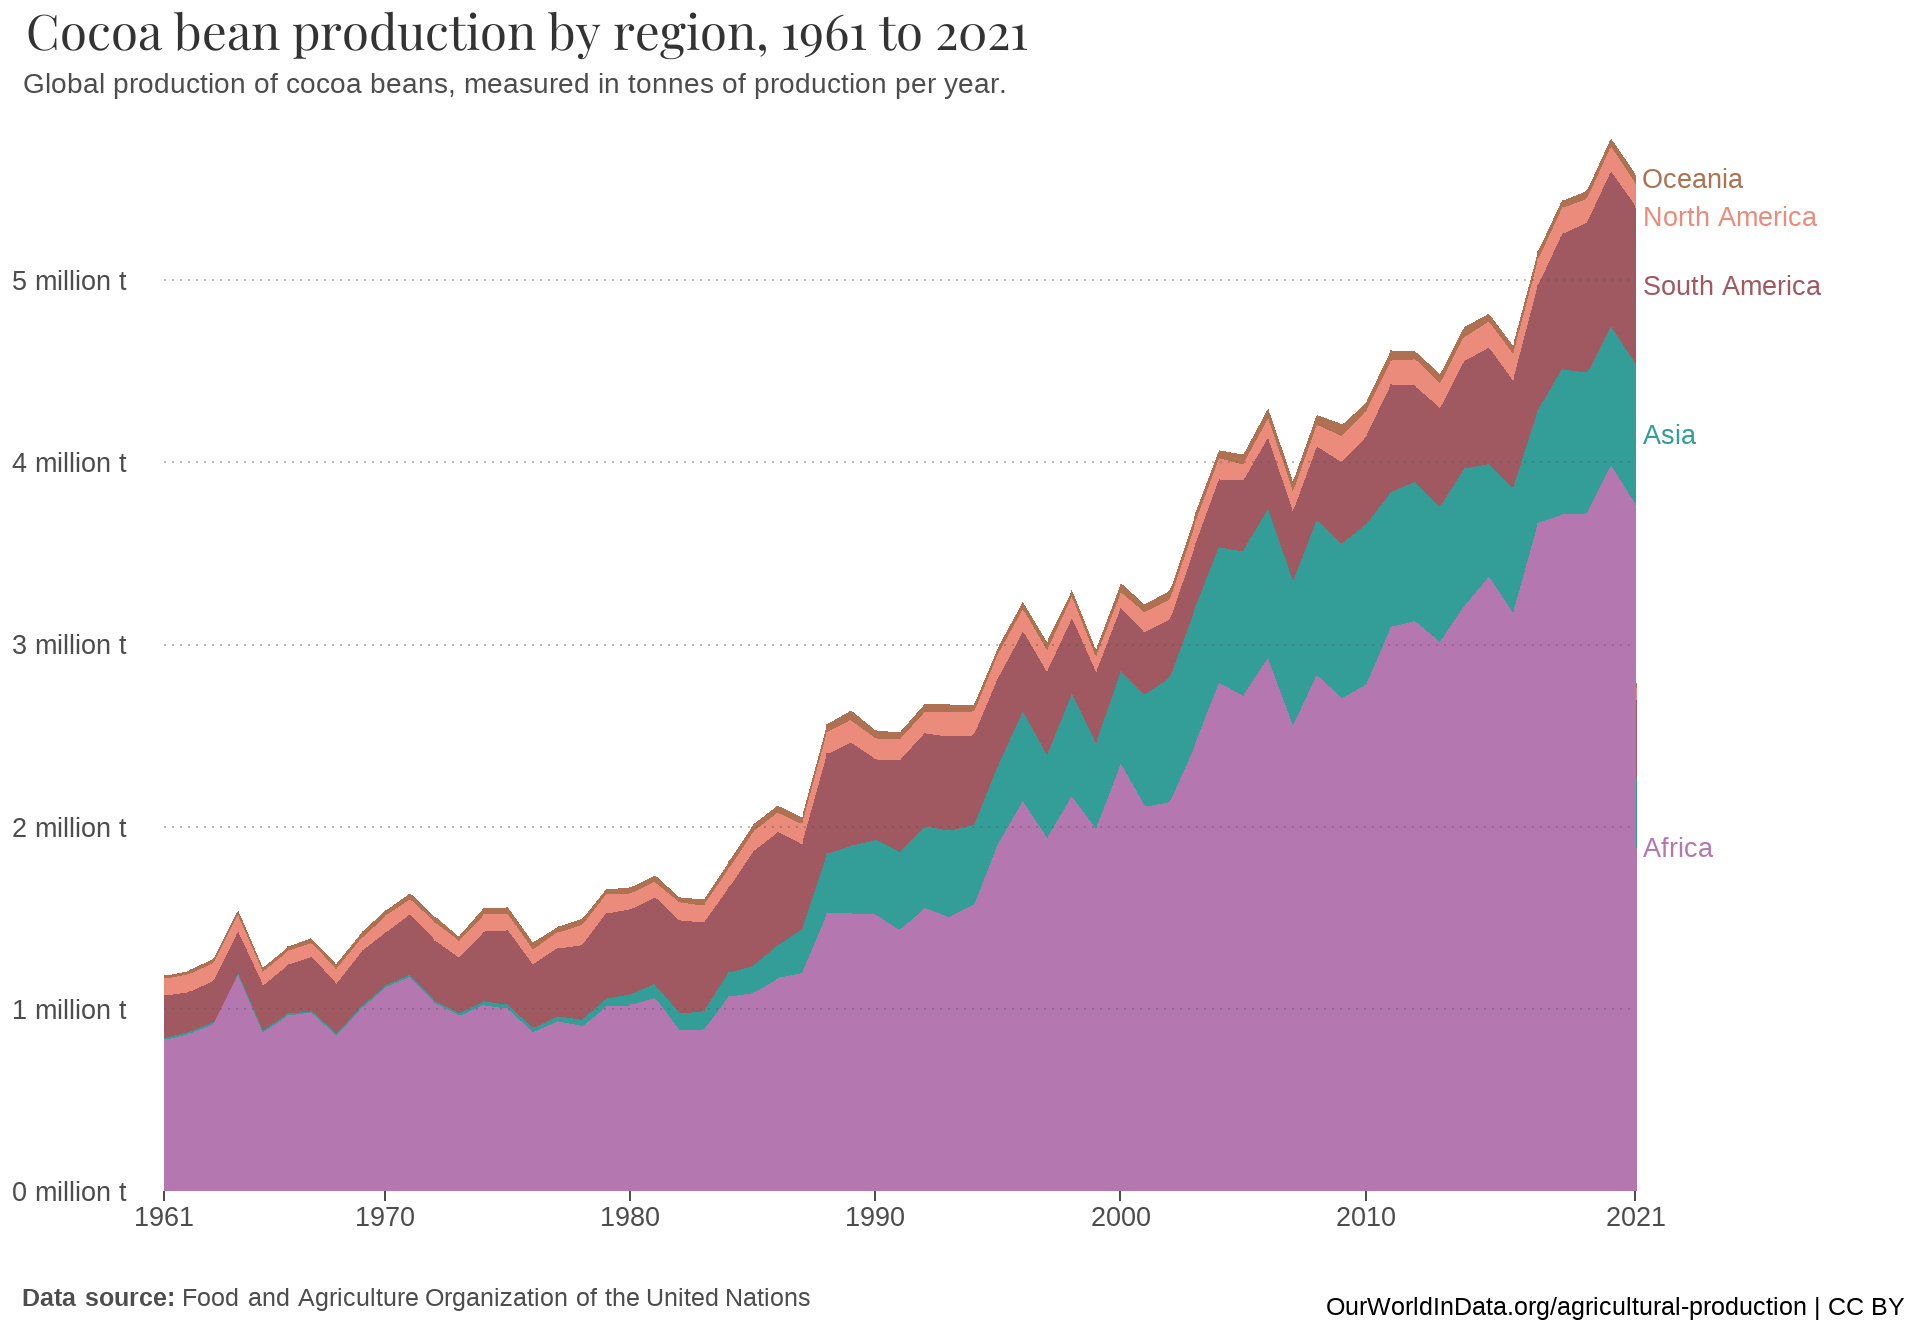 Cocoa bean production by region, 1961 to 2021
Global production of cocoa beans, measured in tonnes of production per year.
Oceania
North America
5 million t
South America
Asia
4 million t
3 million t
2 million t
Africa
1 million t
0 million t
1961 1970 1980 1990 2000 2010 2021
Data source: Food and Agriculture Organization of the United Nations
OurWorldInData.org/agricultural-production | CC BY